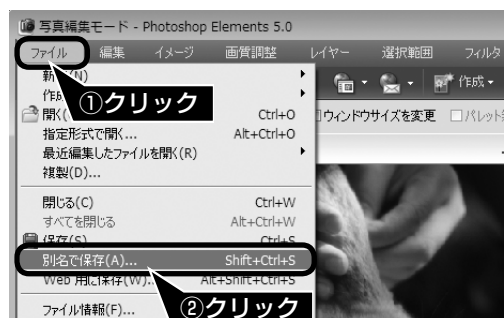 写真編集モード - Photoshop Elements 5.0
ファイル 編集 イメージ 画質調整 レイヤー 選択範囲 フィルタ
①クリック
開く( Ctrl+O
指定形式で開く... Alt+Ctrl+O
最近編集したファイルを開く(R)
複製(D)...
閉じる(C) Ctrl+W
すべてを閉じる Alt+Ctrl+W
保存(S) Ctrl+S
別名で保存(A)... Shift+Ctrl+S
Web 用に保存(W)... Alt+Shift+Ctrl+S
②クリック
ファイル情報(F)...
作成
ウィンドウサイズを変更